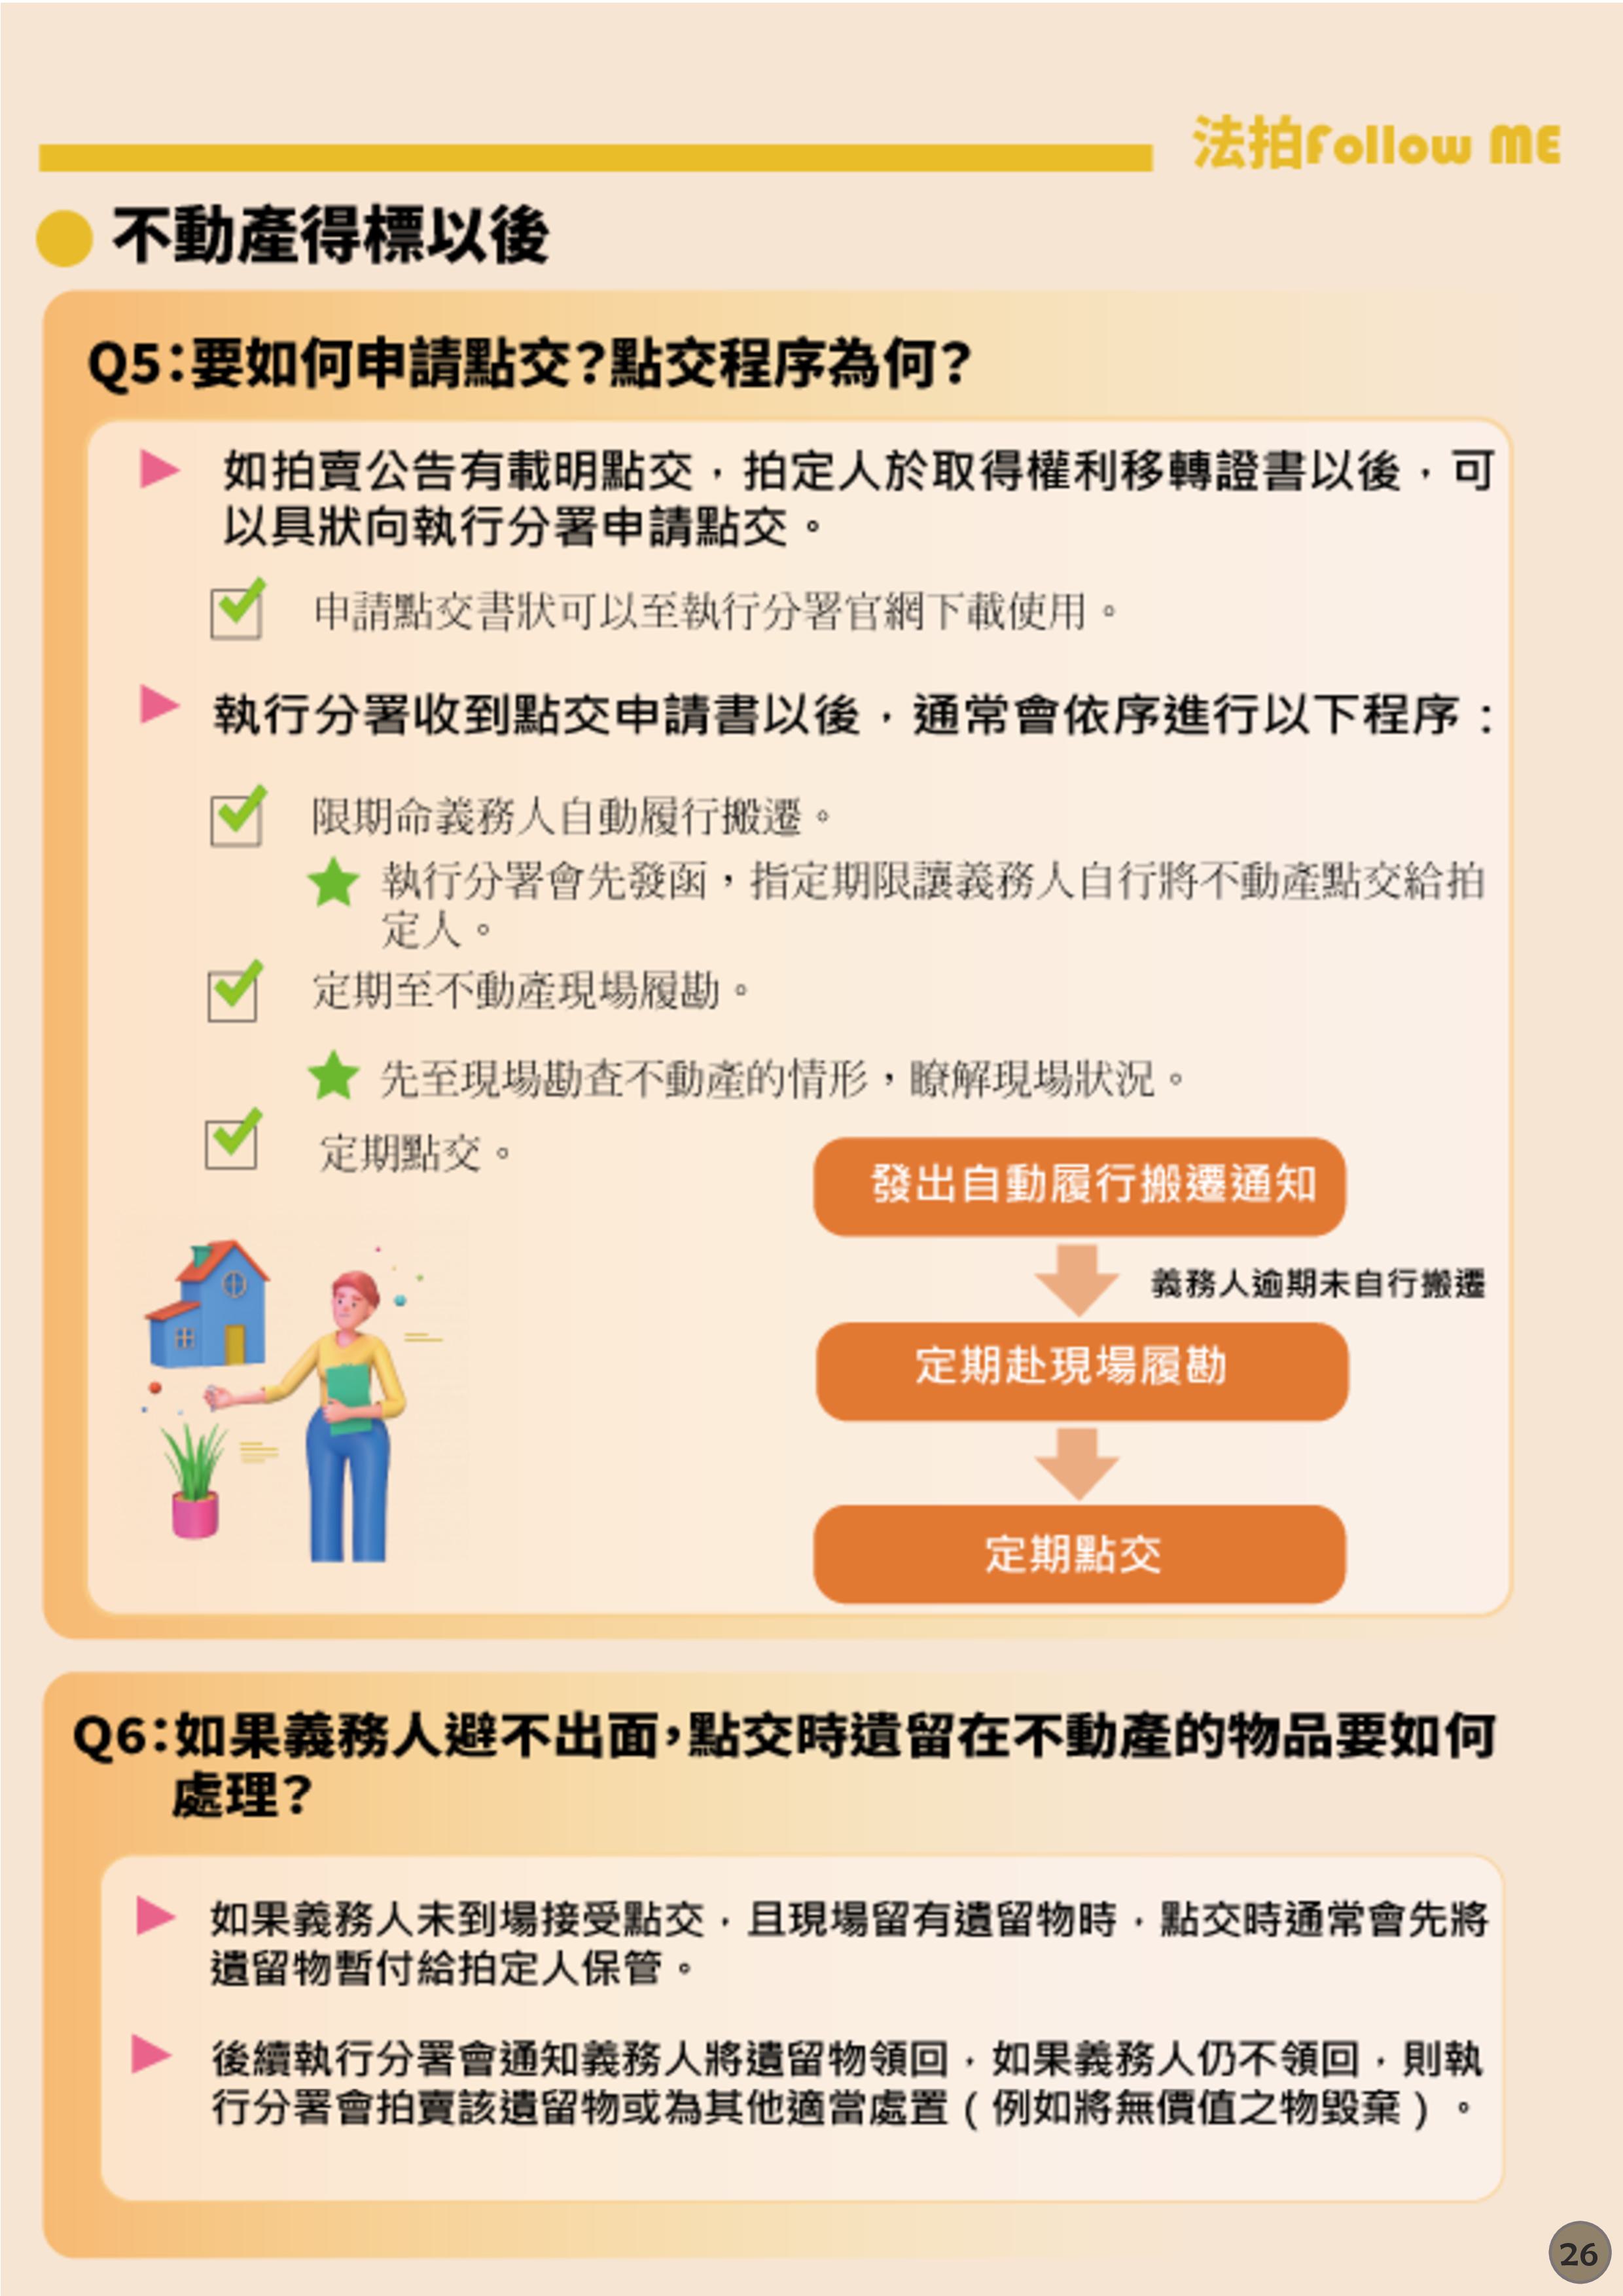 法拍Follow ME
不動產得標以後
Q5：要如何申請點交？點交程序為何？
如拍賣公告有載明點交，拍定人於取得權利移轉證書以後，可
以具狀向執行分署申請點交。
申請點交書狀可以至執行分署官網下載使用。
執行分署收到點交申請書以後，通常會依序進行以下程序：
限期命義務人自動履行搬遷。
執行分署會先發函，指定期限讓義務人自行將不動產點交給拍
定人。
定期至不動產現場履勘。
先至現場勘查不動產的情形，瞭解現場狀況。
定期點交。
發出自動履行搬遷通知
義務人逾期未自行搬遷
定期赴現場履勘
定期點交
Q6：如果義務人避不出面，點交時遺留在不動產的物品要如何
處理？
如果義務人未到場接受點交，且現場留有遺留物時，點交時通常會先將
遺留物暫付給拍定人保管。
後續執行分署會通知義務人將遺留物領回，如果義務人仍不領回，則執
行分署會拍賣該遺留物或為其他適當處置（例如將無價值之物毀棄）。
26